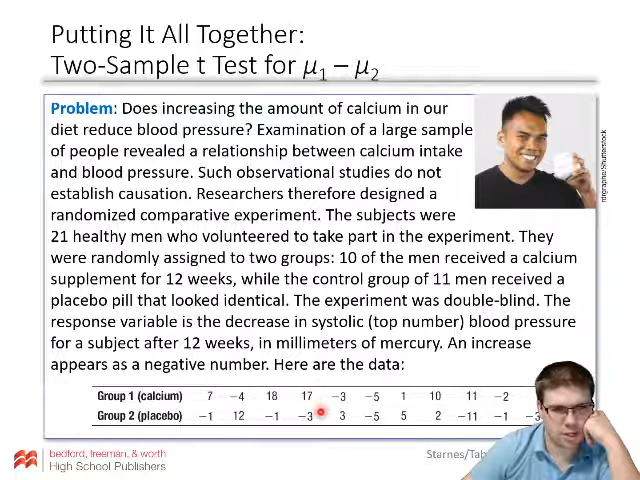 Putting It All Together:
Two-Sample t Test for μ1 – μ2
Problem: Does increasing the amount of calcium in our
diet reduce blood pressure? Examination of a large sample
of people revealed a relationship between calcium intake
and blood pressure. Such observational studies do not
establish causation. Researchers therefore designed a
randomized comparative experiment. The subjects were
21 healthy men who volunteered to take part in the experiment. They
were randomly assigned to two groups: 10 of the men received a calcium
supplement for 12 weeks, while the control group of 11 men received a
placebo pill that looked identical. The experiment was double-blind. The
response variable is the decrease in systolic (top number) blood pressure
for a subject after 12 weeks, in millimeters of mercury. An increase
appears as a negative number. Here are the data:
Group 1 (calcium) 7 −4 18 17 −3 −5 1 10 11 −2
Group 2 (placebo) −1 12 −1 −3 3 −5 5 2 −11 −1 −3
bedford, freeman, & worth
High School Publishers